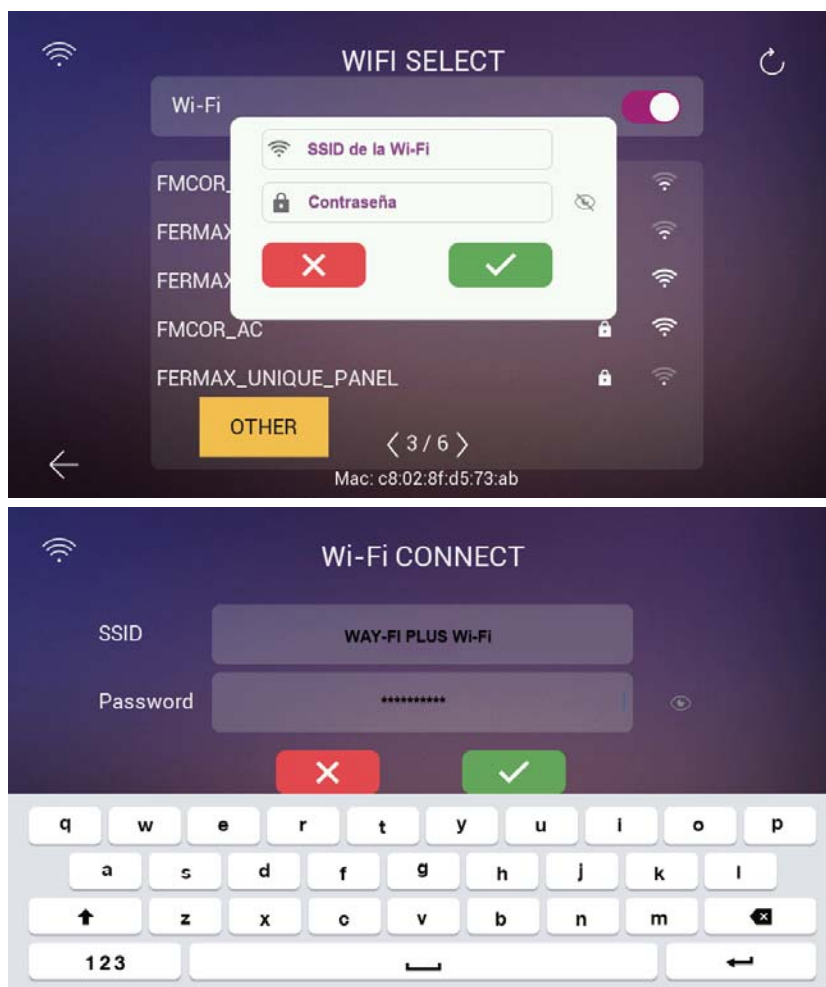 WIFI SELECT
Wi-Fi
SSID de la Wi-Fi
FMCOR_
Contraseña
FERMAX
FERMAX
FMCOR_AC
FERMAX_UNIQUE_PANEL
OTHER
3 / 6
Mac: c8:02:8f:d5:73:ab
Wi-Fi CONNECT
SSID WAY-FI PLUS Wi-Fi
Password **********
q w e r t y u i o p
a s d f g h j k l
z x c v b n m
123